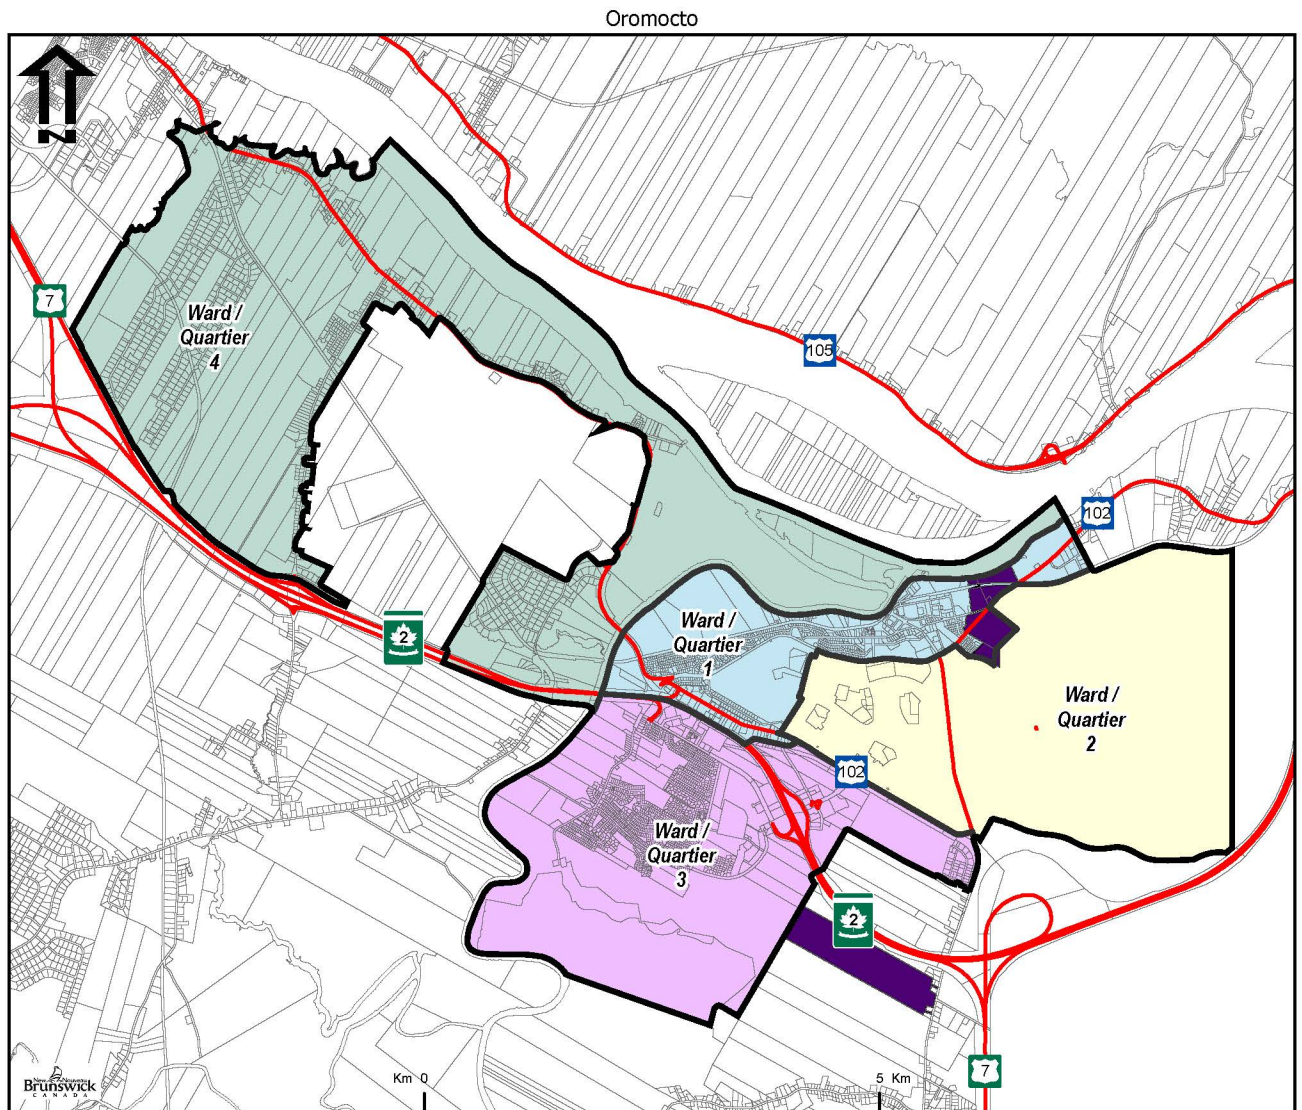 Oromocto
N
7
Ward /
Quartier
4
105
102
2
Ward /
Quartier
1
Ward /
Quartier
2
102
Ward /
Quartier
3
2
7
New Nouveau
Brunswick
CANADA
Km 0
5 Km